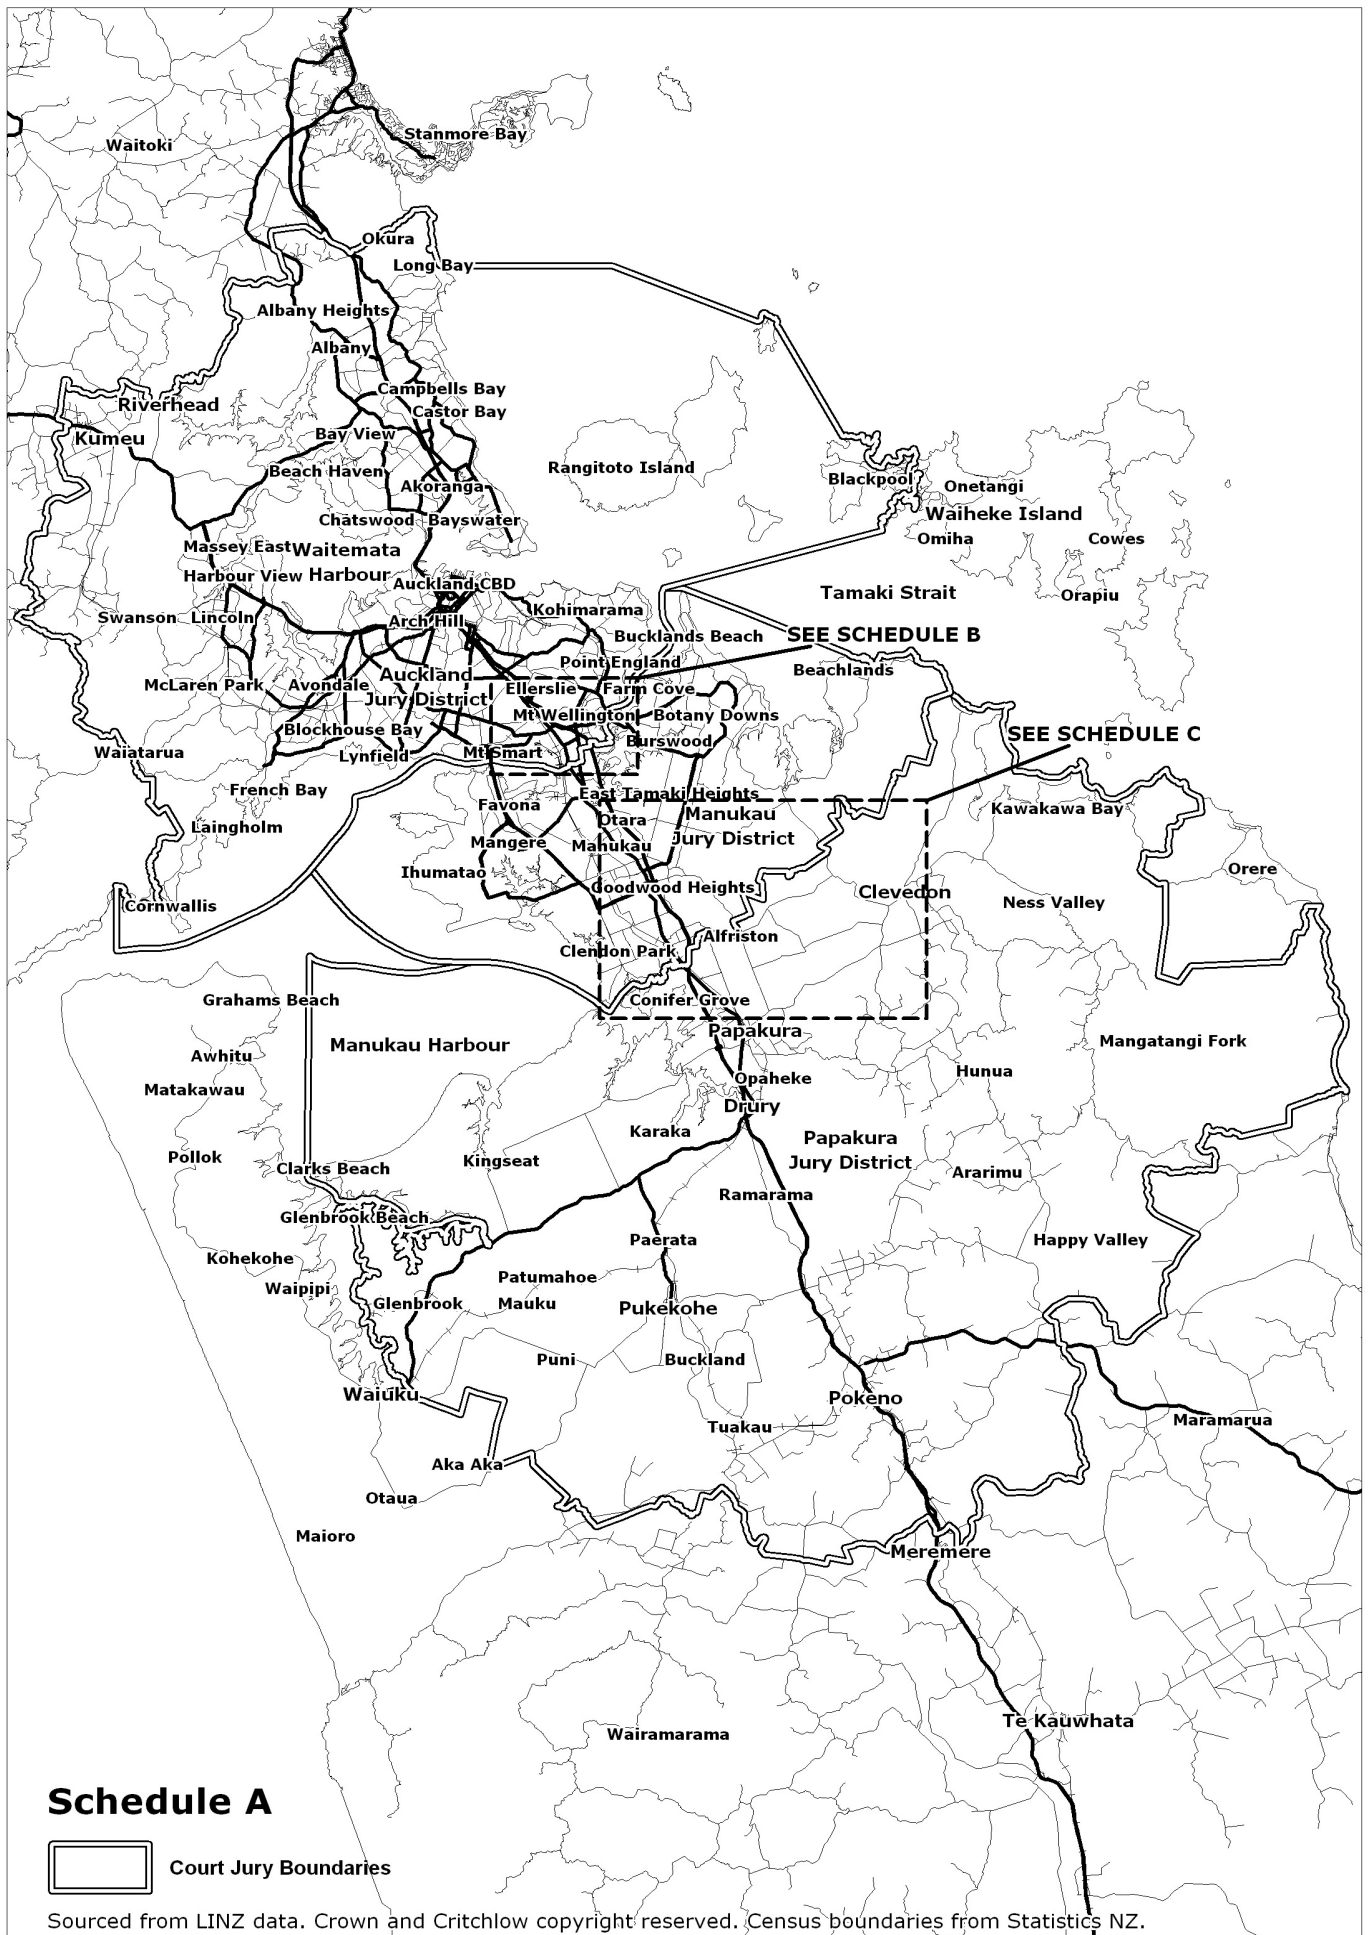 Waitoki
Stanmore Bay
Okura
Long Bay
Albany Heights
Albany
Campbells Bay
Riverhead
Castor Bay
Kumeu
Bay View
Rangitoto Island
Beach Haven
Blackpool
Akoranga
Onetangi
Waiheke Island
Chatswood
Bayswater
Omiha
Cowes
Massey East
Waitemata
Harbour
Harbour View
Auckland CBD
Tamaki Strait
Orapiu
Kohimarama
Swanson
Lincoln
Arch Hill
Bucklands Beach
SEE SCHEDULE B
Point England
Beachlands
Auckland
Jury District
McLaren Park
Avondale
Ellerslie
Farm Cove
Mt Wellington
Botany Downs
Blockhouse Bay
SEE SCHEDULE C
Burswood
Waiatarua
Lynfield
Mt Smart
French Bay
East Tamaki Heights
Favona
Kawakawa Bay
Manukau
Jury District
Otara
Laingholm
Mangere
Mahukau
Orere
Ihumatao
Goodwood Heights
Clevedon
Ness Valley
Cornwallis
Alfriston
Clendon Park
Grahams Beach
Conifer Grove
Papakura
Manukau Harbour
Mangatangi Fork
Awhitu
Hunua
Opaheke
Matakawau
Drury
Karaka
Papakura
Jury District
Pollok
Kingseat
Clarks Beach
Ararimu
Ramarama
Glenbrook Beach
Paerata
Happy Valley
Kohekohe
Patumahoe
Waipipi
Glenbrook
Mauku
Pukekohe
Puni
Buckland
Waiuku
Pokeno
Maramarua
Tuakau
Aka Aka
Otaua
Maioro
Meremere
Te Kauwhata
Wairamarama
Schedule A
Court Jury Boundaries
Sourced from LINZ data. Crown and Critchlow copyright reserved. Census boundaries from Statistics NZ.